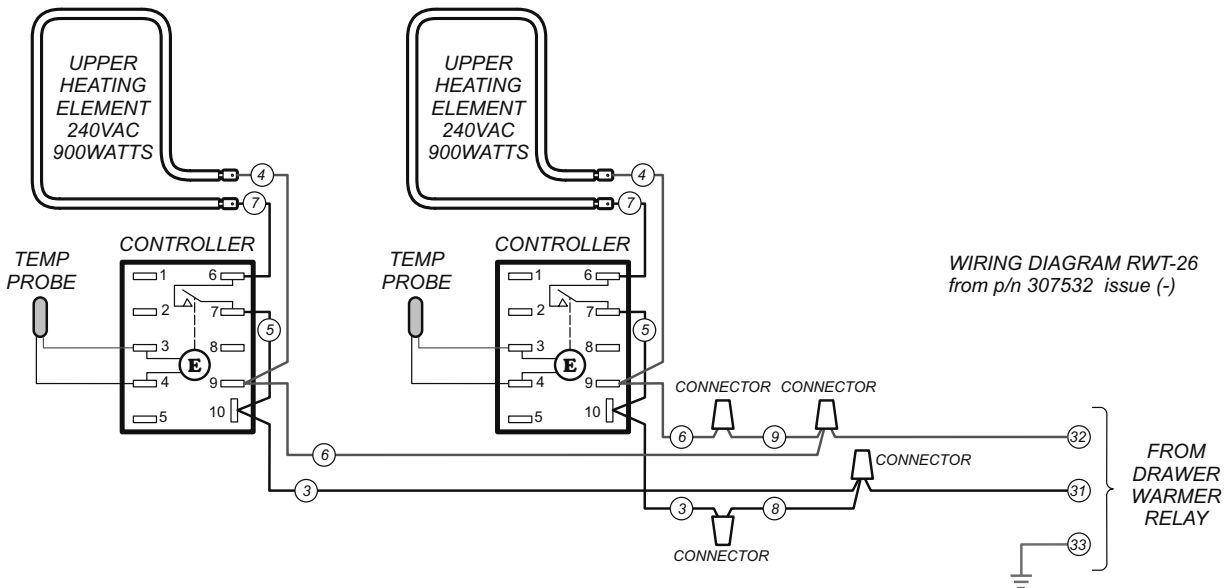 UPPER
HEATING
ELEMENT
240VAC
900WATTS
4
7
UPPER
HEATING
ELEMENT
240VAC
900WATTS
4
7
TEMP
PROBE
CONTROLLER
1
6
2
7
3
8
4
9
5
10
E
5
TEMP
PROBE
CONTROLLER
1
6
2
7
3
8
4
9
5
10
E
5
WIRING DIAGRAM RWT-26
from p/n 307532 issue (-)
CONNECTOR
CONNECTOR
6
9
32
6
CONNECTOR
3
31
3
8
CONNECTOR
33
FROM
DRAWER
WARMER
RELAY